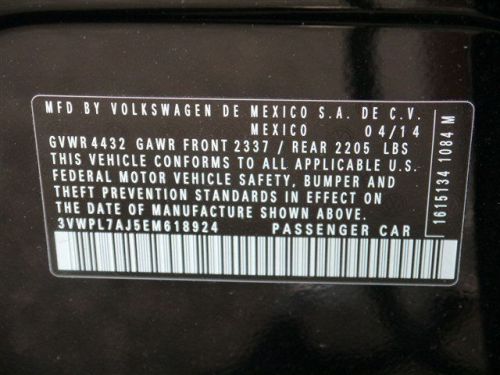 MFD BY VOLKSWAGEN DE MEXICO S.A. DE C.V.
MEXICO 04/14
GVWR 4432 GAWR FRONT 2337 / REAR 2205 LBS
THIS VEHICLE CONFORMS TO ALL APPLICABLE U.S.
FEDERAL MOTOR VEHICLE SAFETY, BUMPER AND
THEFT PREVENTION STANDARDS IN EFFECT ON
THE DATE OF MANUFACTURE SHOWN ABOVE.
3VWPL7AJ5EM618924 PASSENGER CAR
1615134 1084 M